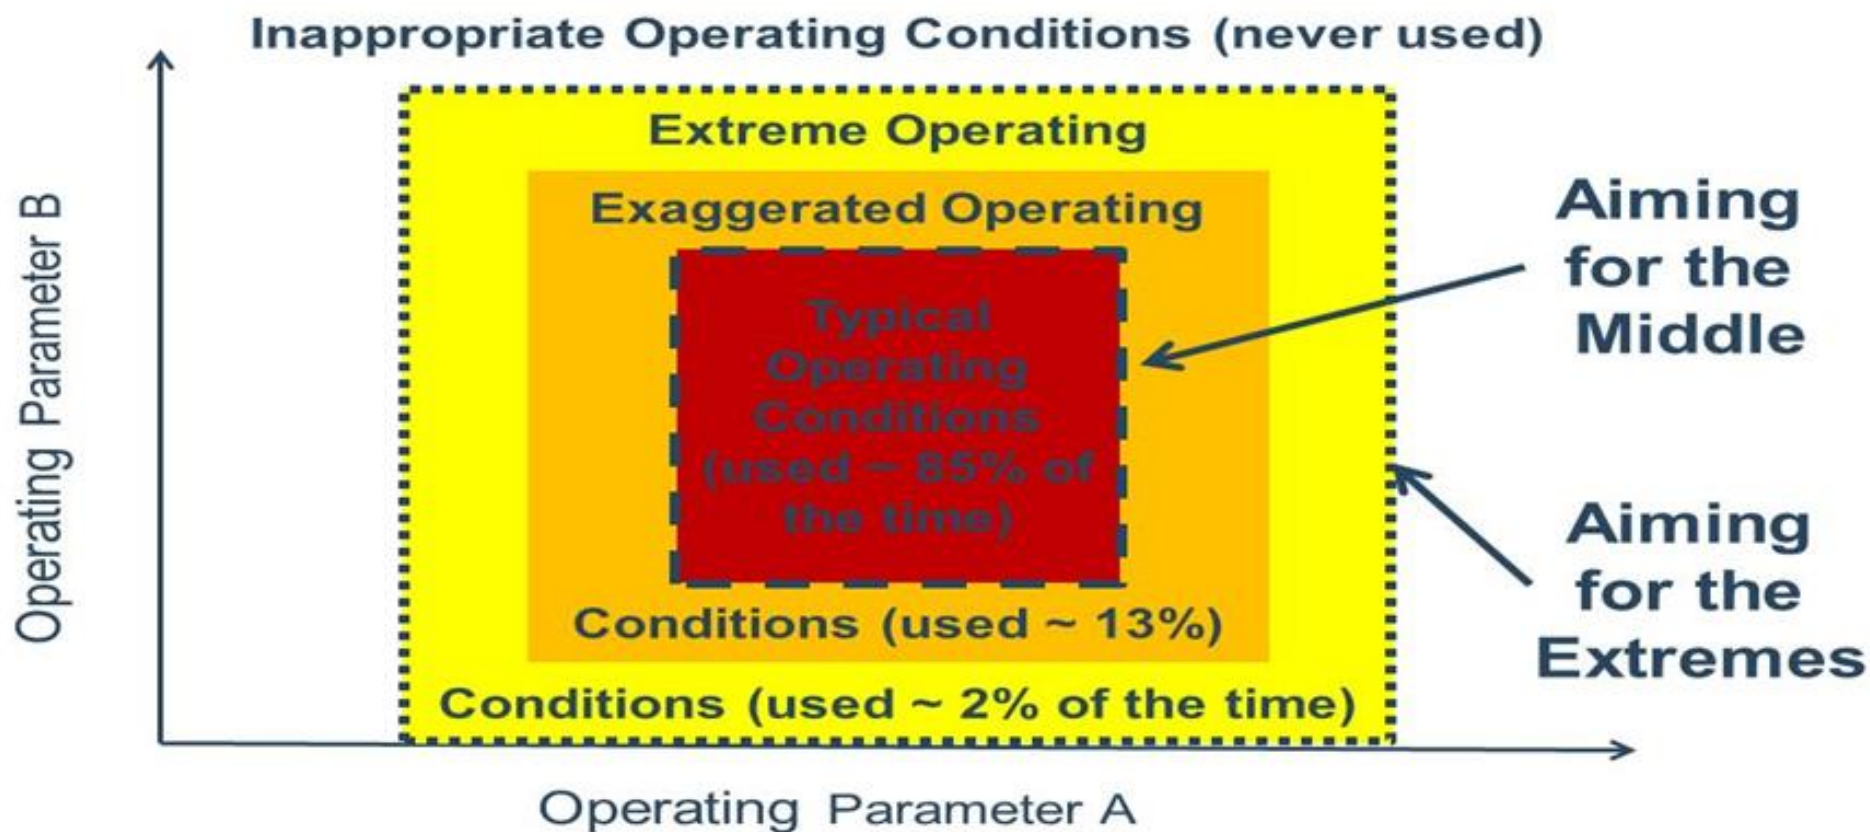 Inappropriate Operating Conditions (never used)
Extreme Operating
Exaggerated Operating
Typical
Operating
Conditions
(used ~ 85% of
the time)
Conditions (used ~ 13%)
Conditions (used ~ 2% of the time)
Aiming
for the
Middle
Aiming
for the
Extremes
Operating Parameter B
Operating Parameter A